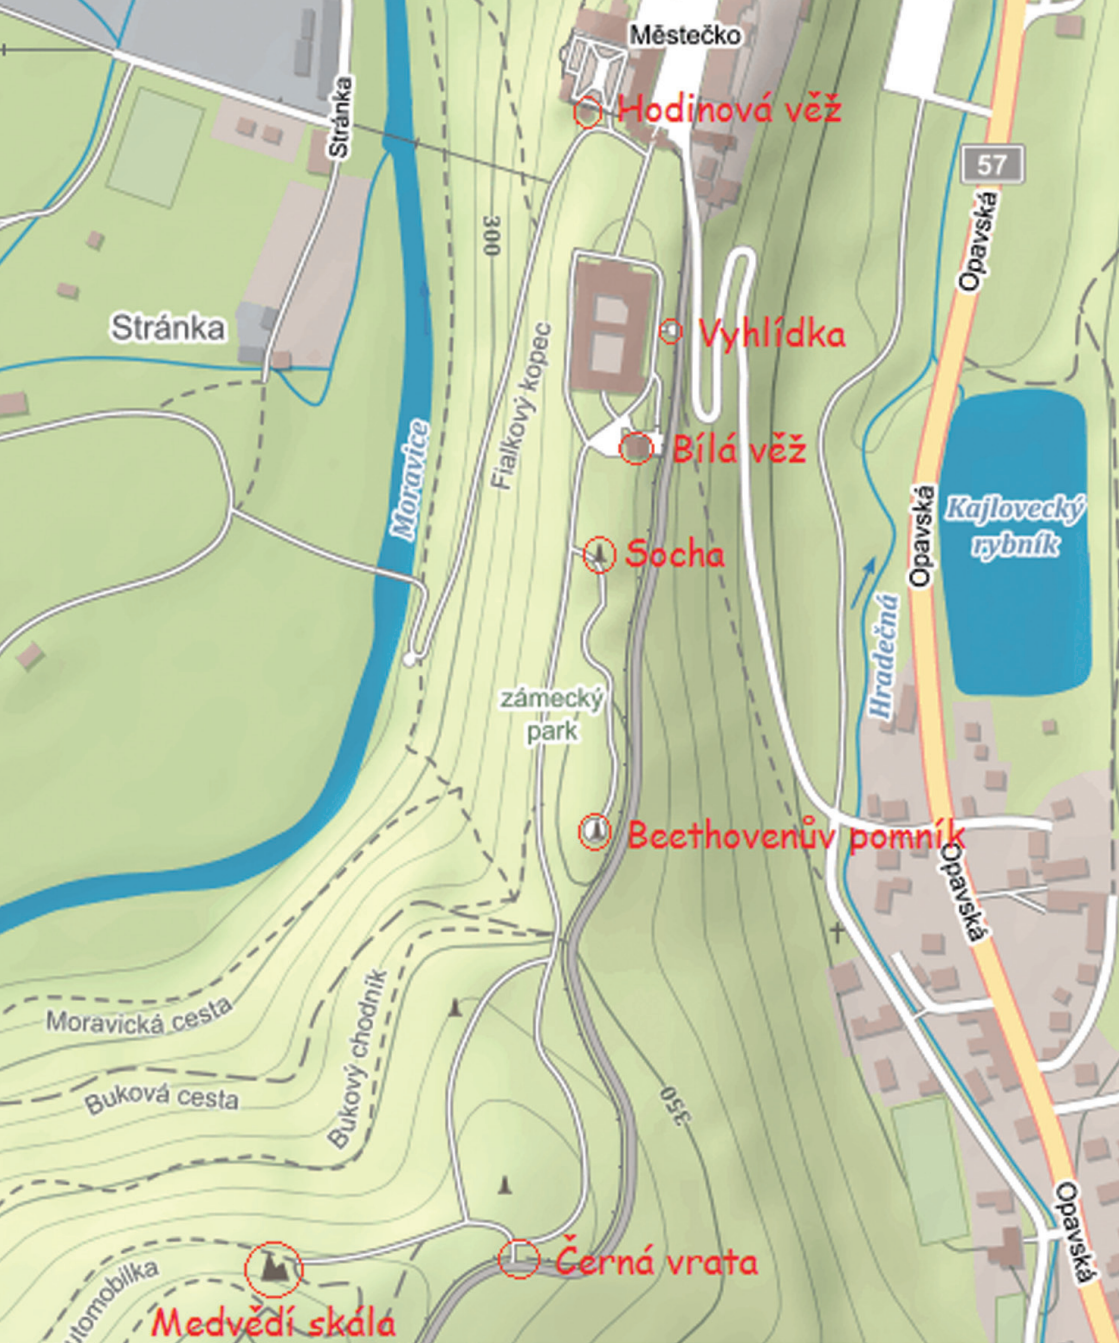 Městečko
Hodinová věž
Stránka
57
Opavská
300
Stránka
Vyhlídka
Fialkový kopec
Moravice
Bílá věž
Opavská
Kajlovecký
rybník
Socha
Hradečná
zámecký
park
Beethovenův pomník
Opavská
Moravická cesta
Bukový chodník
Buková cesta
350
Opavská
Černá vrata
utomobilka
Medvědí skála